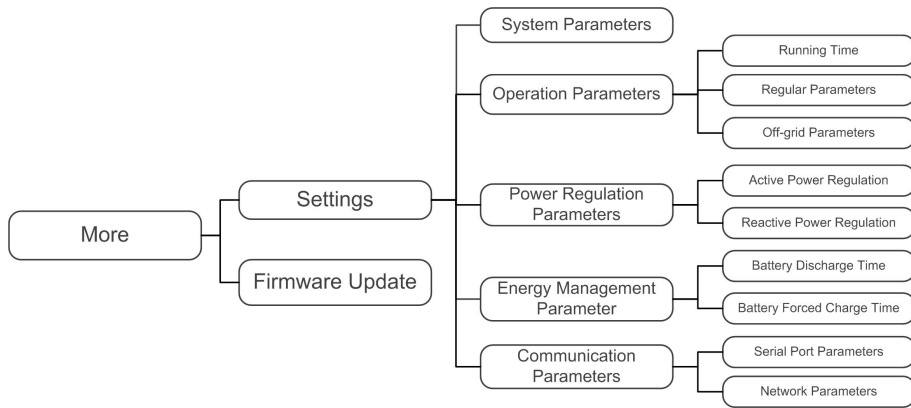 More
Settings
Firmware Update
System Parameters
Operation Parameters
Running Time
Regular Parameters
Off-grid Parameters
Power Regulation
Parameters
Active Power Regulation
Reactive Power Regulation
Energy Management
Parameter
Battery Discharge Time
Battery Forced Charge Time
Communication
Parameters
Serial Port Parameters
Network Parameters